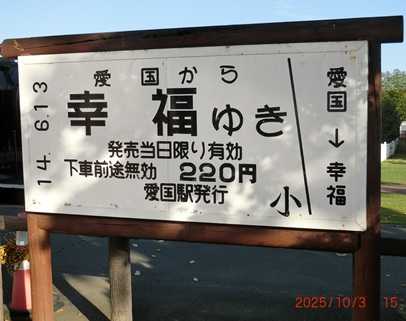 14. 6.13
愛国から
幸福ゆき
発売当日限り有効
下車前途無効 220円
愛国駅発行
小
愛国→幸福
2025/10/3 15